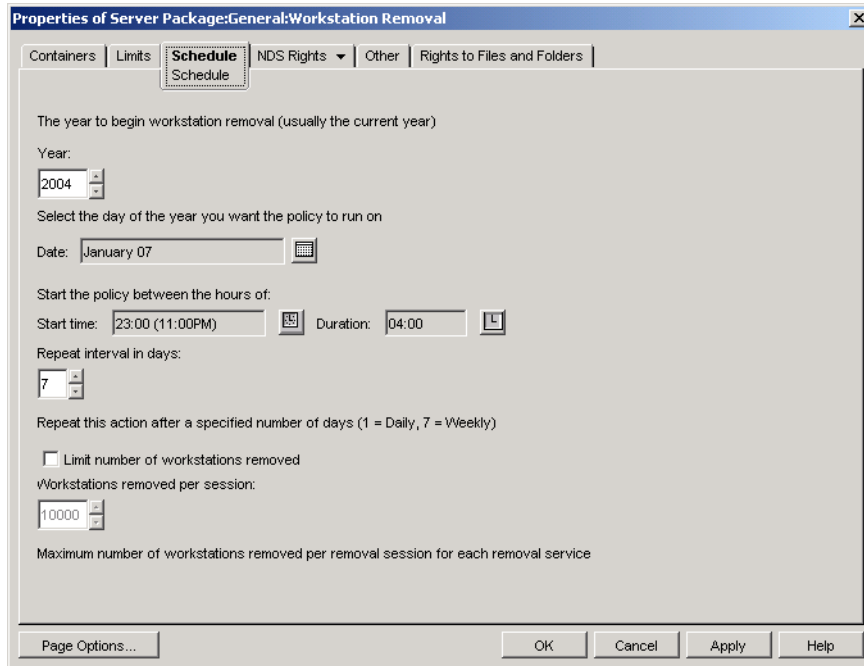 Properties of Server Package:General:Workstation Removal
Containers Limits Schedule NDS Rights Other Rights to Files and Folders
Schedule
The year to begin workstation removal (usually the current year)
Year:
2004
Select the day of the year you want the policy to run on
Date: January 07
Start the policy between the hours of:
Start time: 23:00 (11:00PM) Duration: 04:00
Repeat interval in days:
7
Repeat this action after a specified number of days (1 = Daily, 7 = Weekly)
Limit number of workstations removed
Workstations removed per session:
10000
Maximum number of workstations removed per removal session for each removal service
Page Options... OK Cancel Apply Help